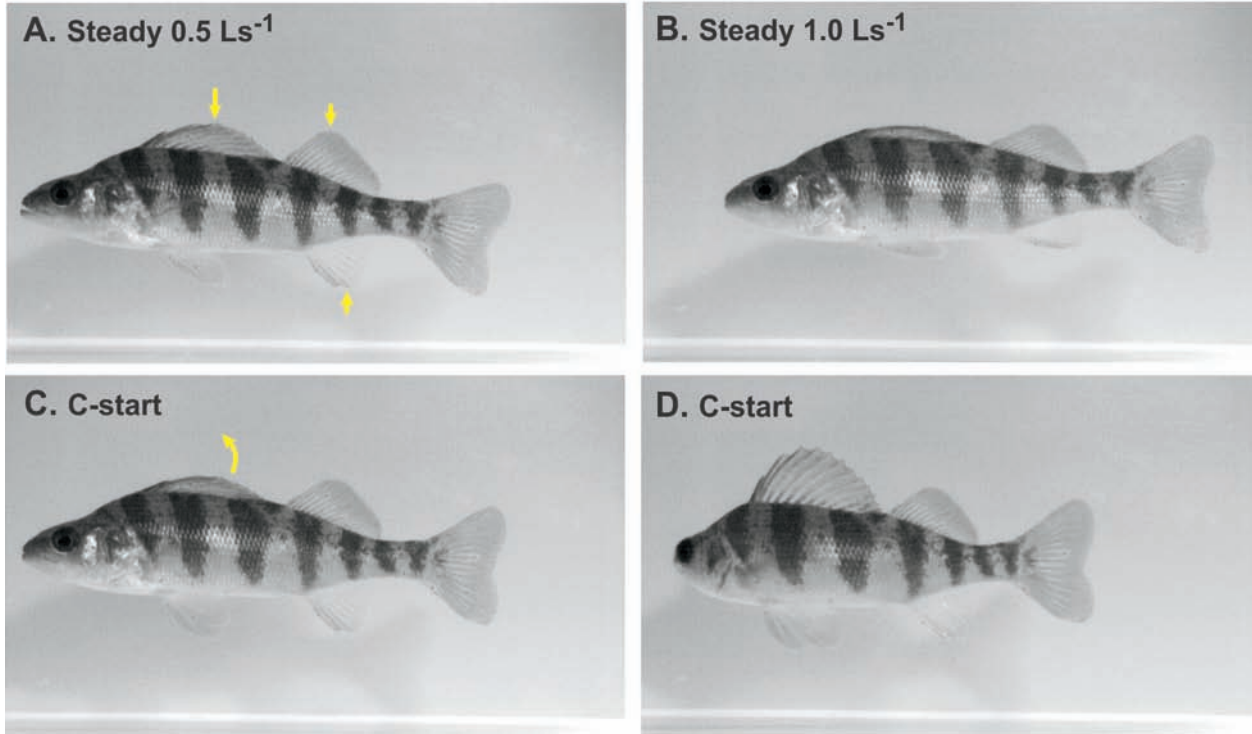 A. Steady 0.5 Ls⁻¹
B. Steady 1.0 Ls⁻¹
C. C-start
D. C-start